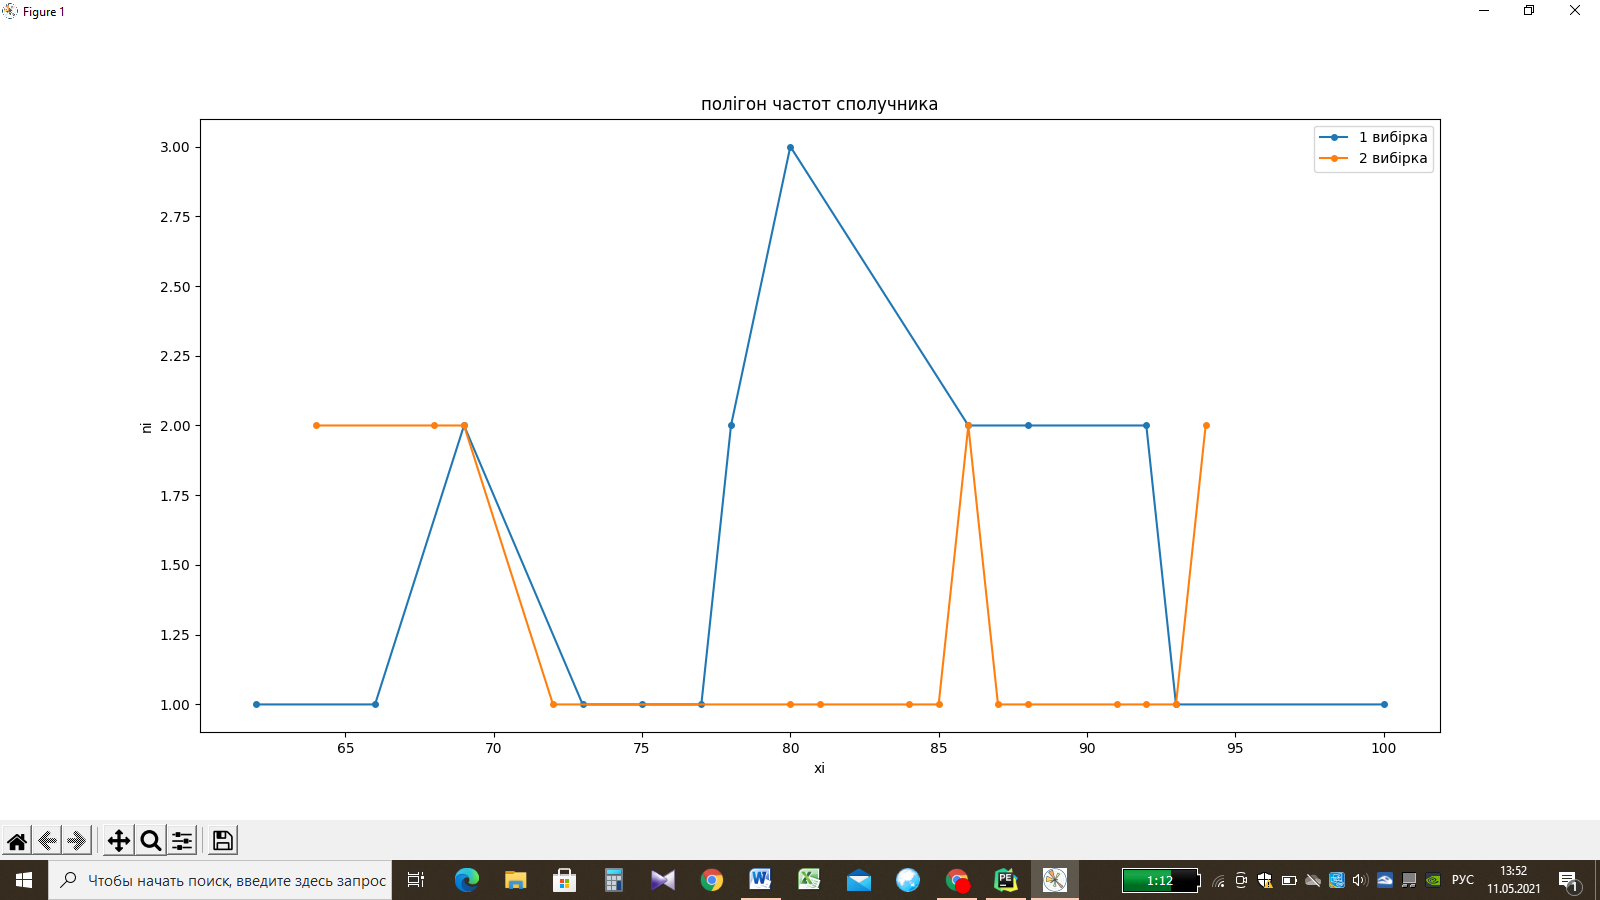 Figure 1
полігон частот сполучника
1 вибірка
2 вибірка
3.00
2.75
2.50
2.25
2.00
1.75
1.50
1.25
1.00
ni
65 70 75 80 85 90 95 100
xi
Чтобы начать поиск, введите здесь запрос
1:12
РУС
13:52
11.05.2021
1